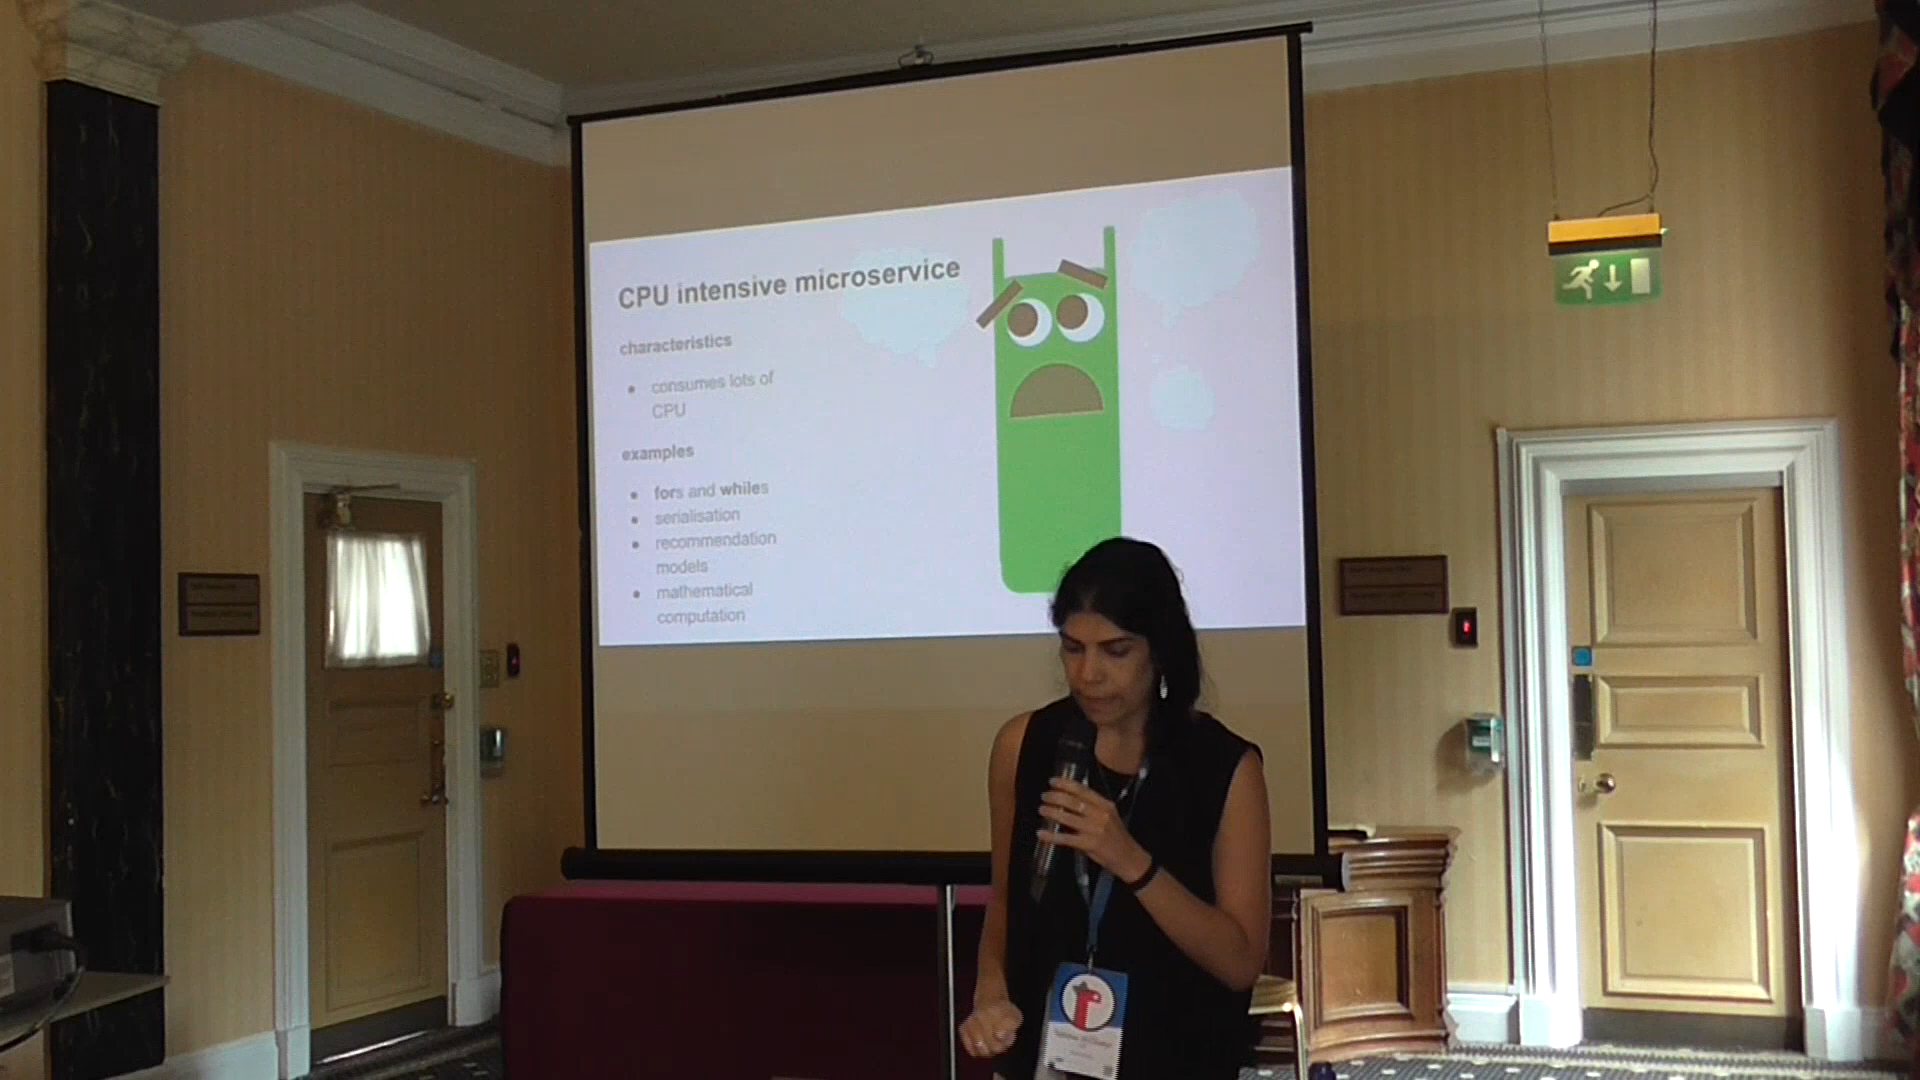 CPU intensive microservice
characteristics
consumes lots of
CPU
examples
fors and whiles
serialisation
recommendation
models
mathematical
computation